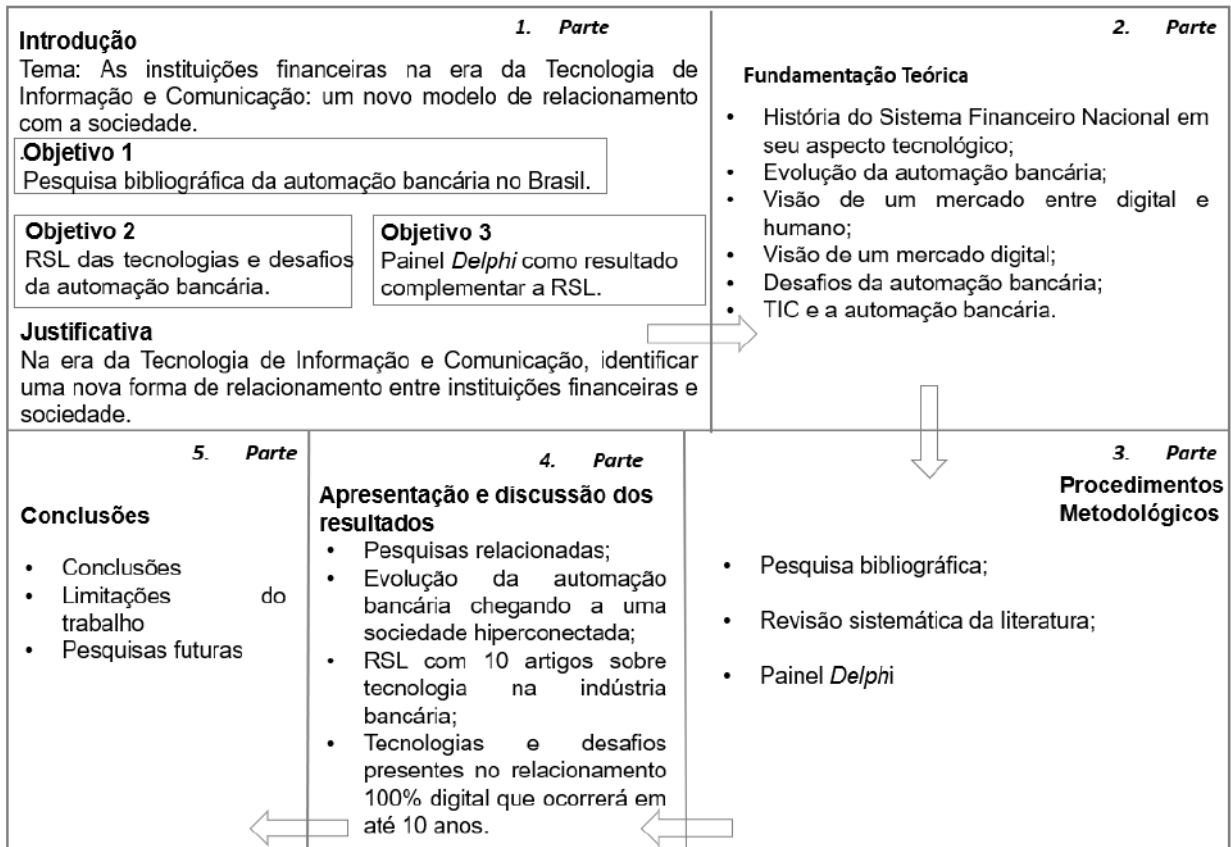 1. Parte
Introdução
Tema: As instituições financeiras na era da Tecnologia de
Informação e Comunicação: um novo modelo de relacionamento
com a sociedade.
.Objetivo 1
Pesquisa bibliográfica da automação bancária no Brasil.
Objetivo 2
RSL das tecnologias e desafios
da automação bancária.
Objetivo 3
Painel Delphi como resultado
complementar a RSL.
Justificativa
Na era da Tecnologia de Informação e Comunicação, identificar
uma nova forma de relacionamento entre instituições financeiras e
sociedade.
2. Parte
Fundamentação Teórica
• História do Sistema Financeiro Nacional em
seu aspecto tecnológico;
• Evolução da automação bancária;
• Visão de um mercado entre digital e
humano;
• Visão de um mercado digital;
• Desafios da automação bancária;
• TIC e a automação bancária.
3. Parte
Procedimentos
Metodológicos
• Pesquisa bibliográfica;
• Revisão sistemática da literatura;
• Painel Delphi
4. Parte
Apresentação e discussão dos
resultados
• Pesquisas relacionadas;
• Evolução da automação
bancária chegando a uma
sociedade hiperconectada;
• RSL com 10 artigos sobre
tecnologia na indústria
bancária;
• Tecnologias e desafios
presentes no relacionamento
100% digital que ocorrerá em
até 10 anos.
5. Parte
Conclusões
• Conclusões
• Limitações do
trabalho
• Pesquisas futuras